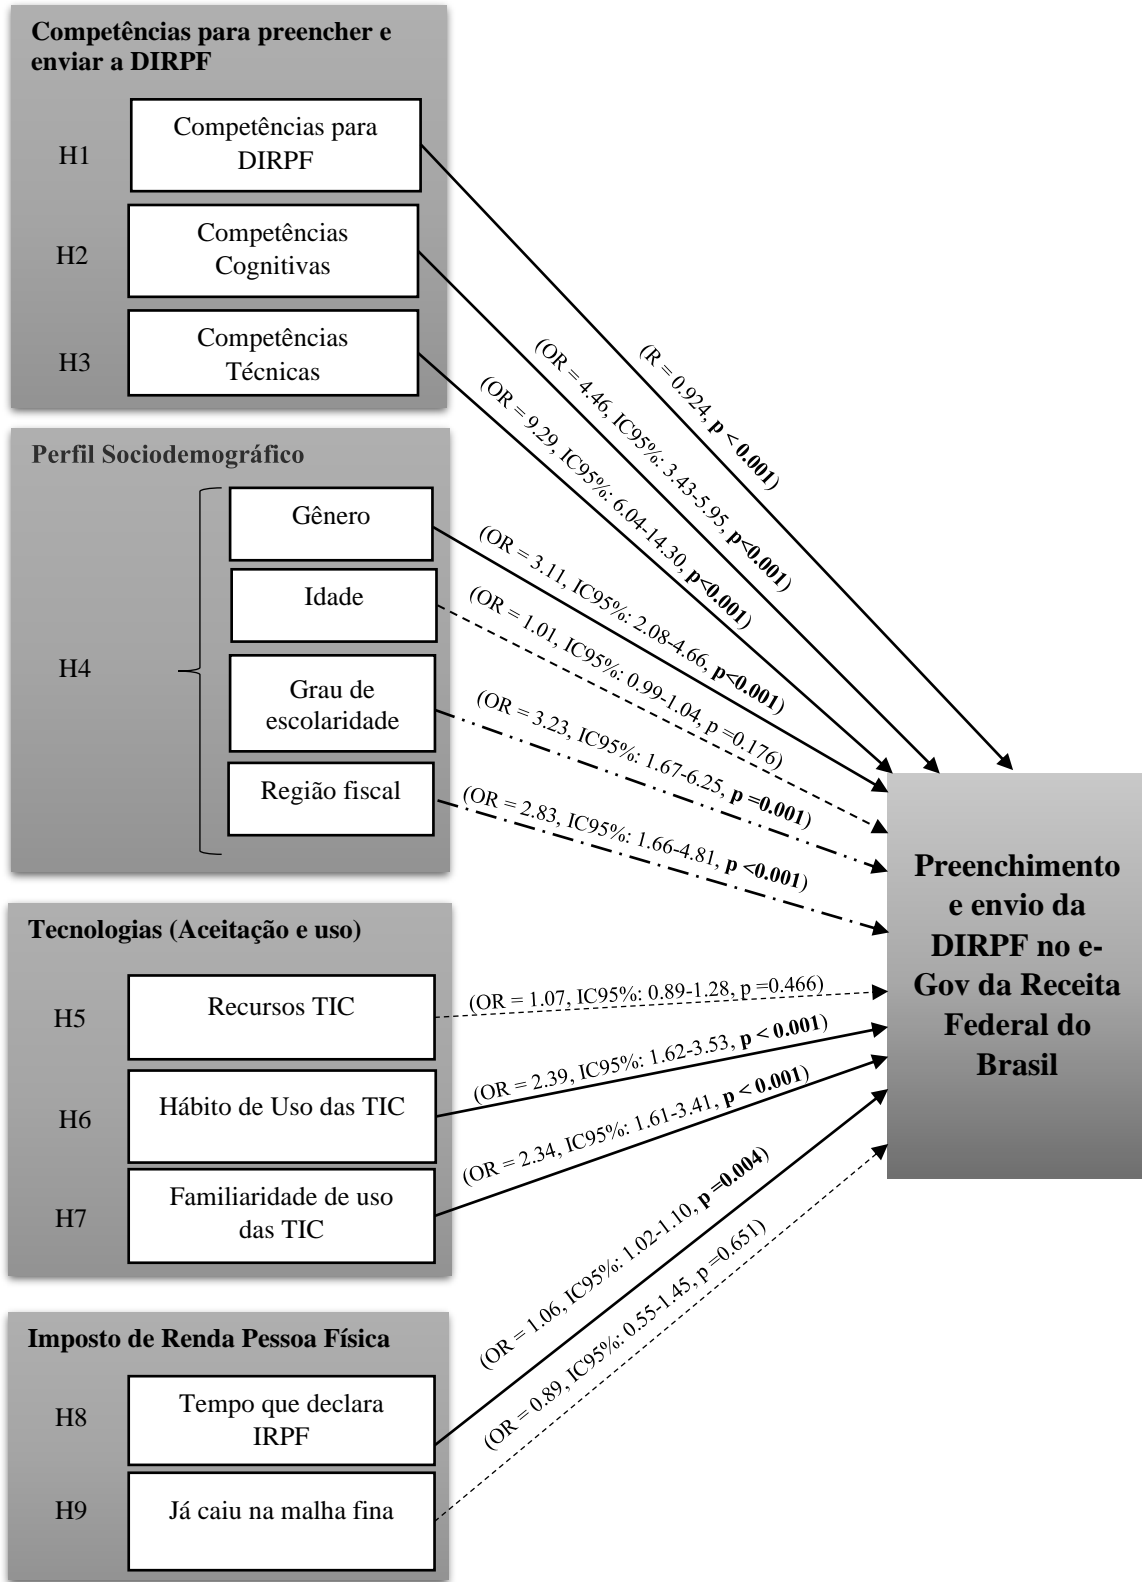 Competências para preencher e
enviar a DIRPF
H1
Competências para
DIRPF
(R = 0.924, p < 0.001)
H2
Competências
Cognitivas
(OR = 4.46, IC95%: 3.43-5.95, p<0.001)
H3
Competências
Técnicas
(OR = 9.29, IC95%: 6.04-14.30, p<0.001)
Perfil Sociodemográfico
H4
Gênero
(OR = 3.11, IC95%: 2.08-4.66, p<0.001)
Idade
(OR = 1.01, IC95%: 0.99-1.04, p =0.176)
Grau de
escolaridade
(OR = 3.23, IC95%: 1.67-6.25, p =0.001)
Região fiscal
(OR = 2.83, IC95%: 1.66-4.81, p <0.001)
Tecnologias (Aceitação e uso)
H5
Recursos TIC
(OR = 1.07, IC95%: 0.89-1.28, p =0.466)
H6
Hábito de Uso das TIC
(OR = 2.39, IC95%: 1.62-3.53, p < 0.001)
H7
Familiaridade de uso
das TIC
(OR = 2.34, IC95%: 1.61-3.41, p < 0.001)
Imposto de Renda Pessoa Física
H8
Tempo que declara
IRPF
(OR = 1.06, IC95%: 1.02-1.10, p =0.004)
H9
Já caiu na malha fina
(OR = 0.89, IC95%: 0.55-1.45, p =0.651)
Preenchimento
e envio da
DIRPF no e-
Gov da Receita
Federal do
Brasil